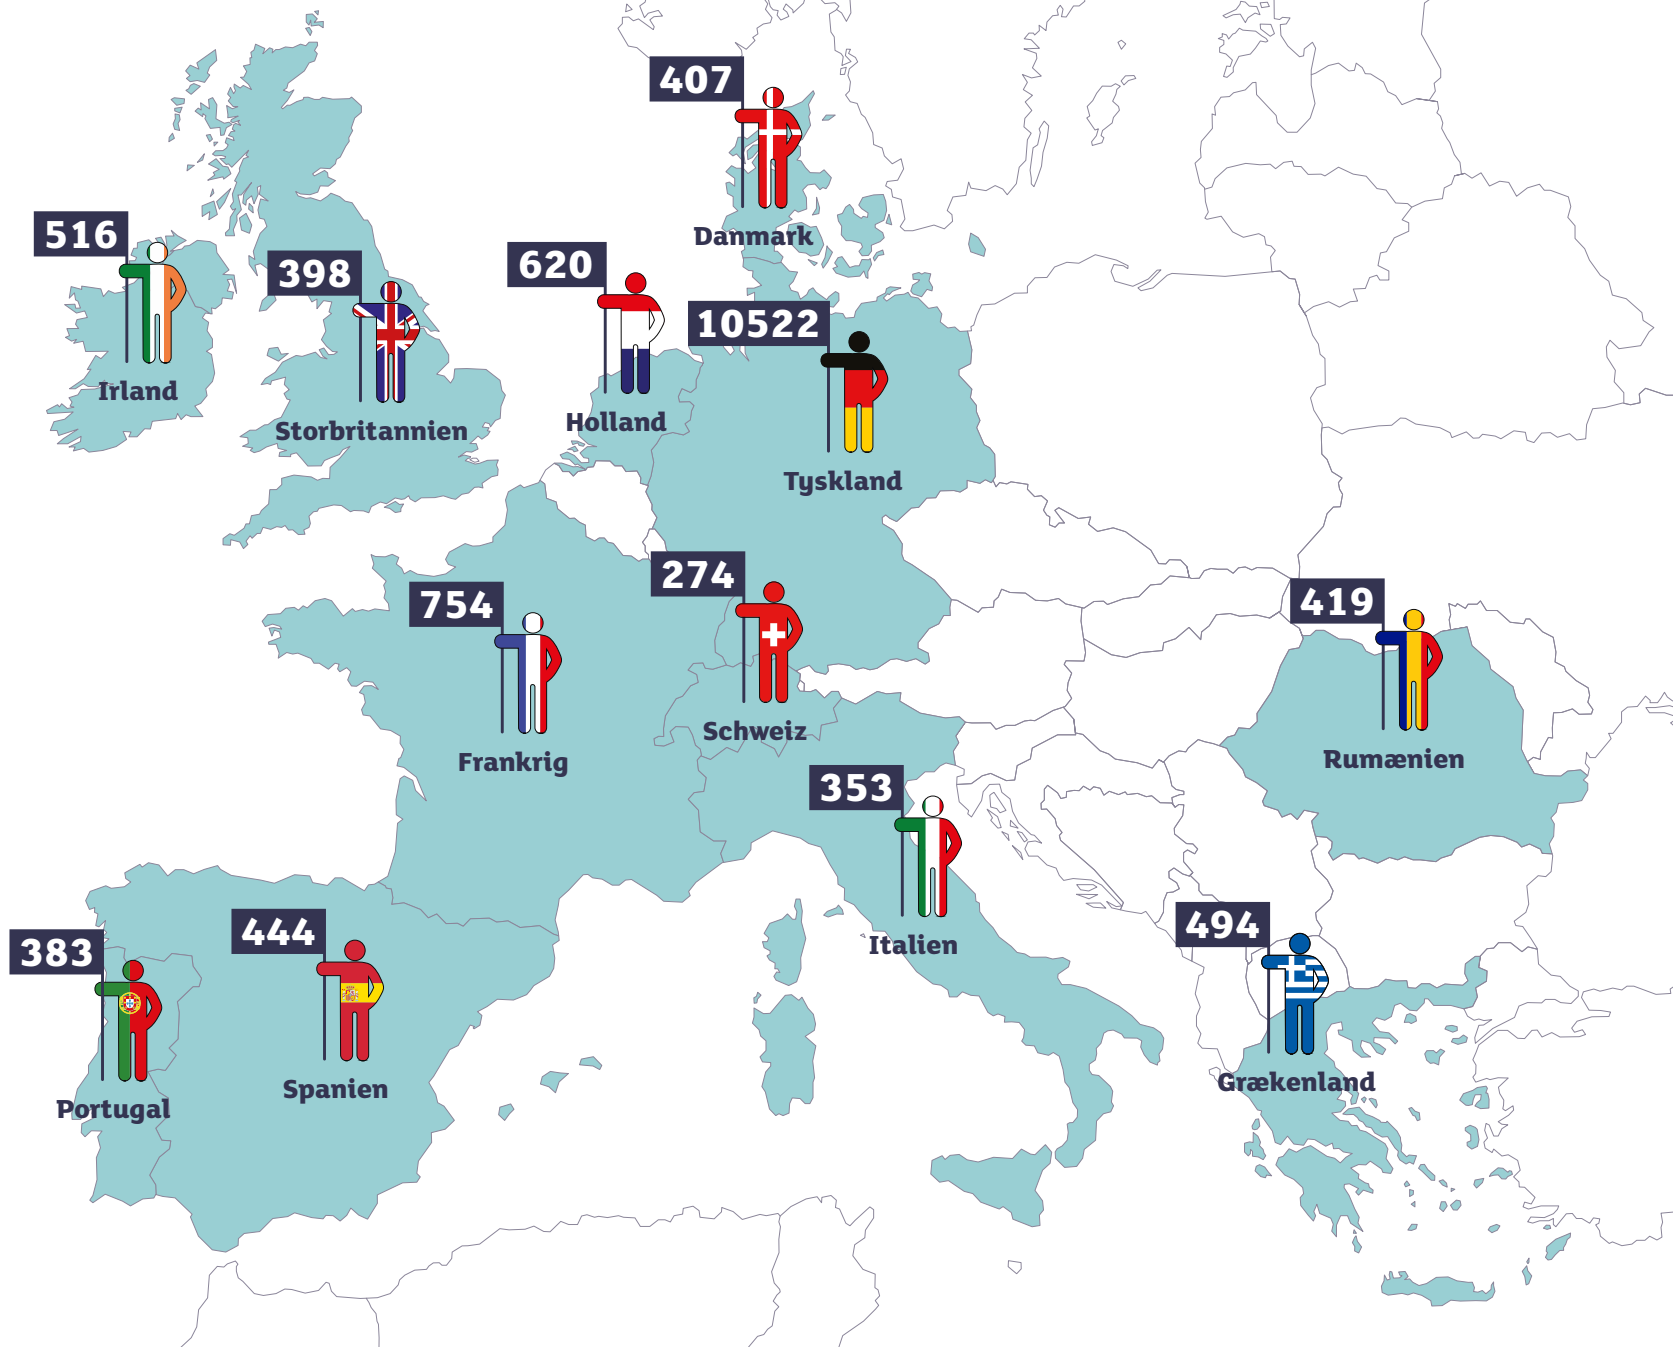 407
Danmark
516
Irland
398
Storbritannien
620
Holland
10522
Tyskland
754
Frankrig
274
Schweiz
419
Rumænien
353
Italien
383
Portugal
444
Spanien
494
Grækenland